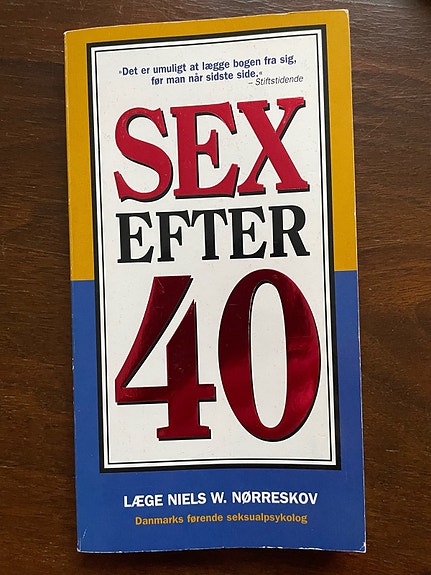 »Det er umuligt at lægge bogen fra sig,
før man når sidste side.«
– Stiftstidende
SEX
EFTER
40
LÆGE NIELS W. NØRRESKOV
Danmarks førende seksualpsykolog